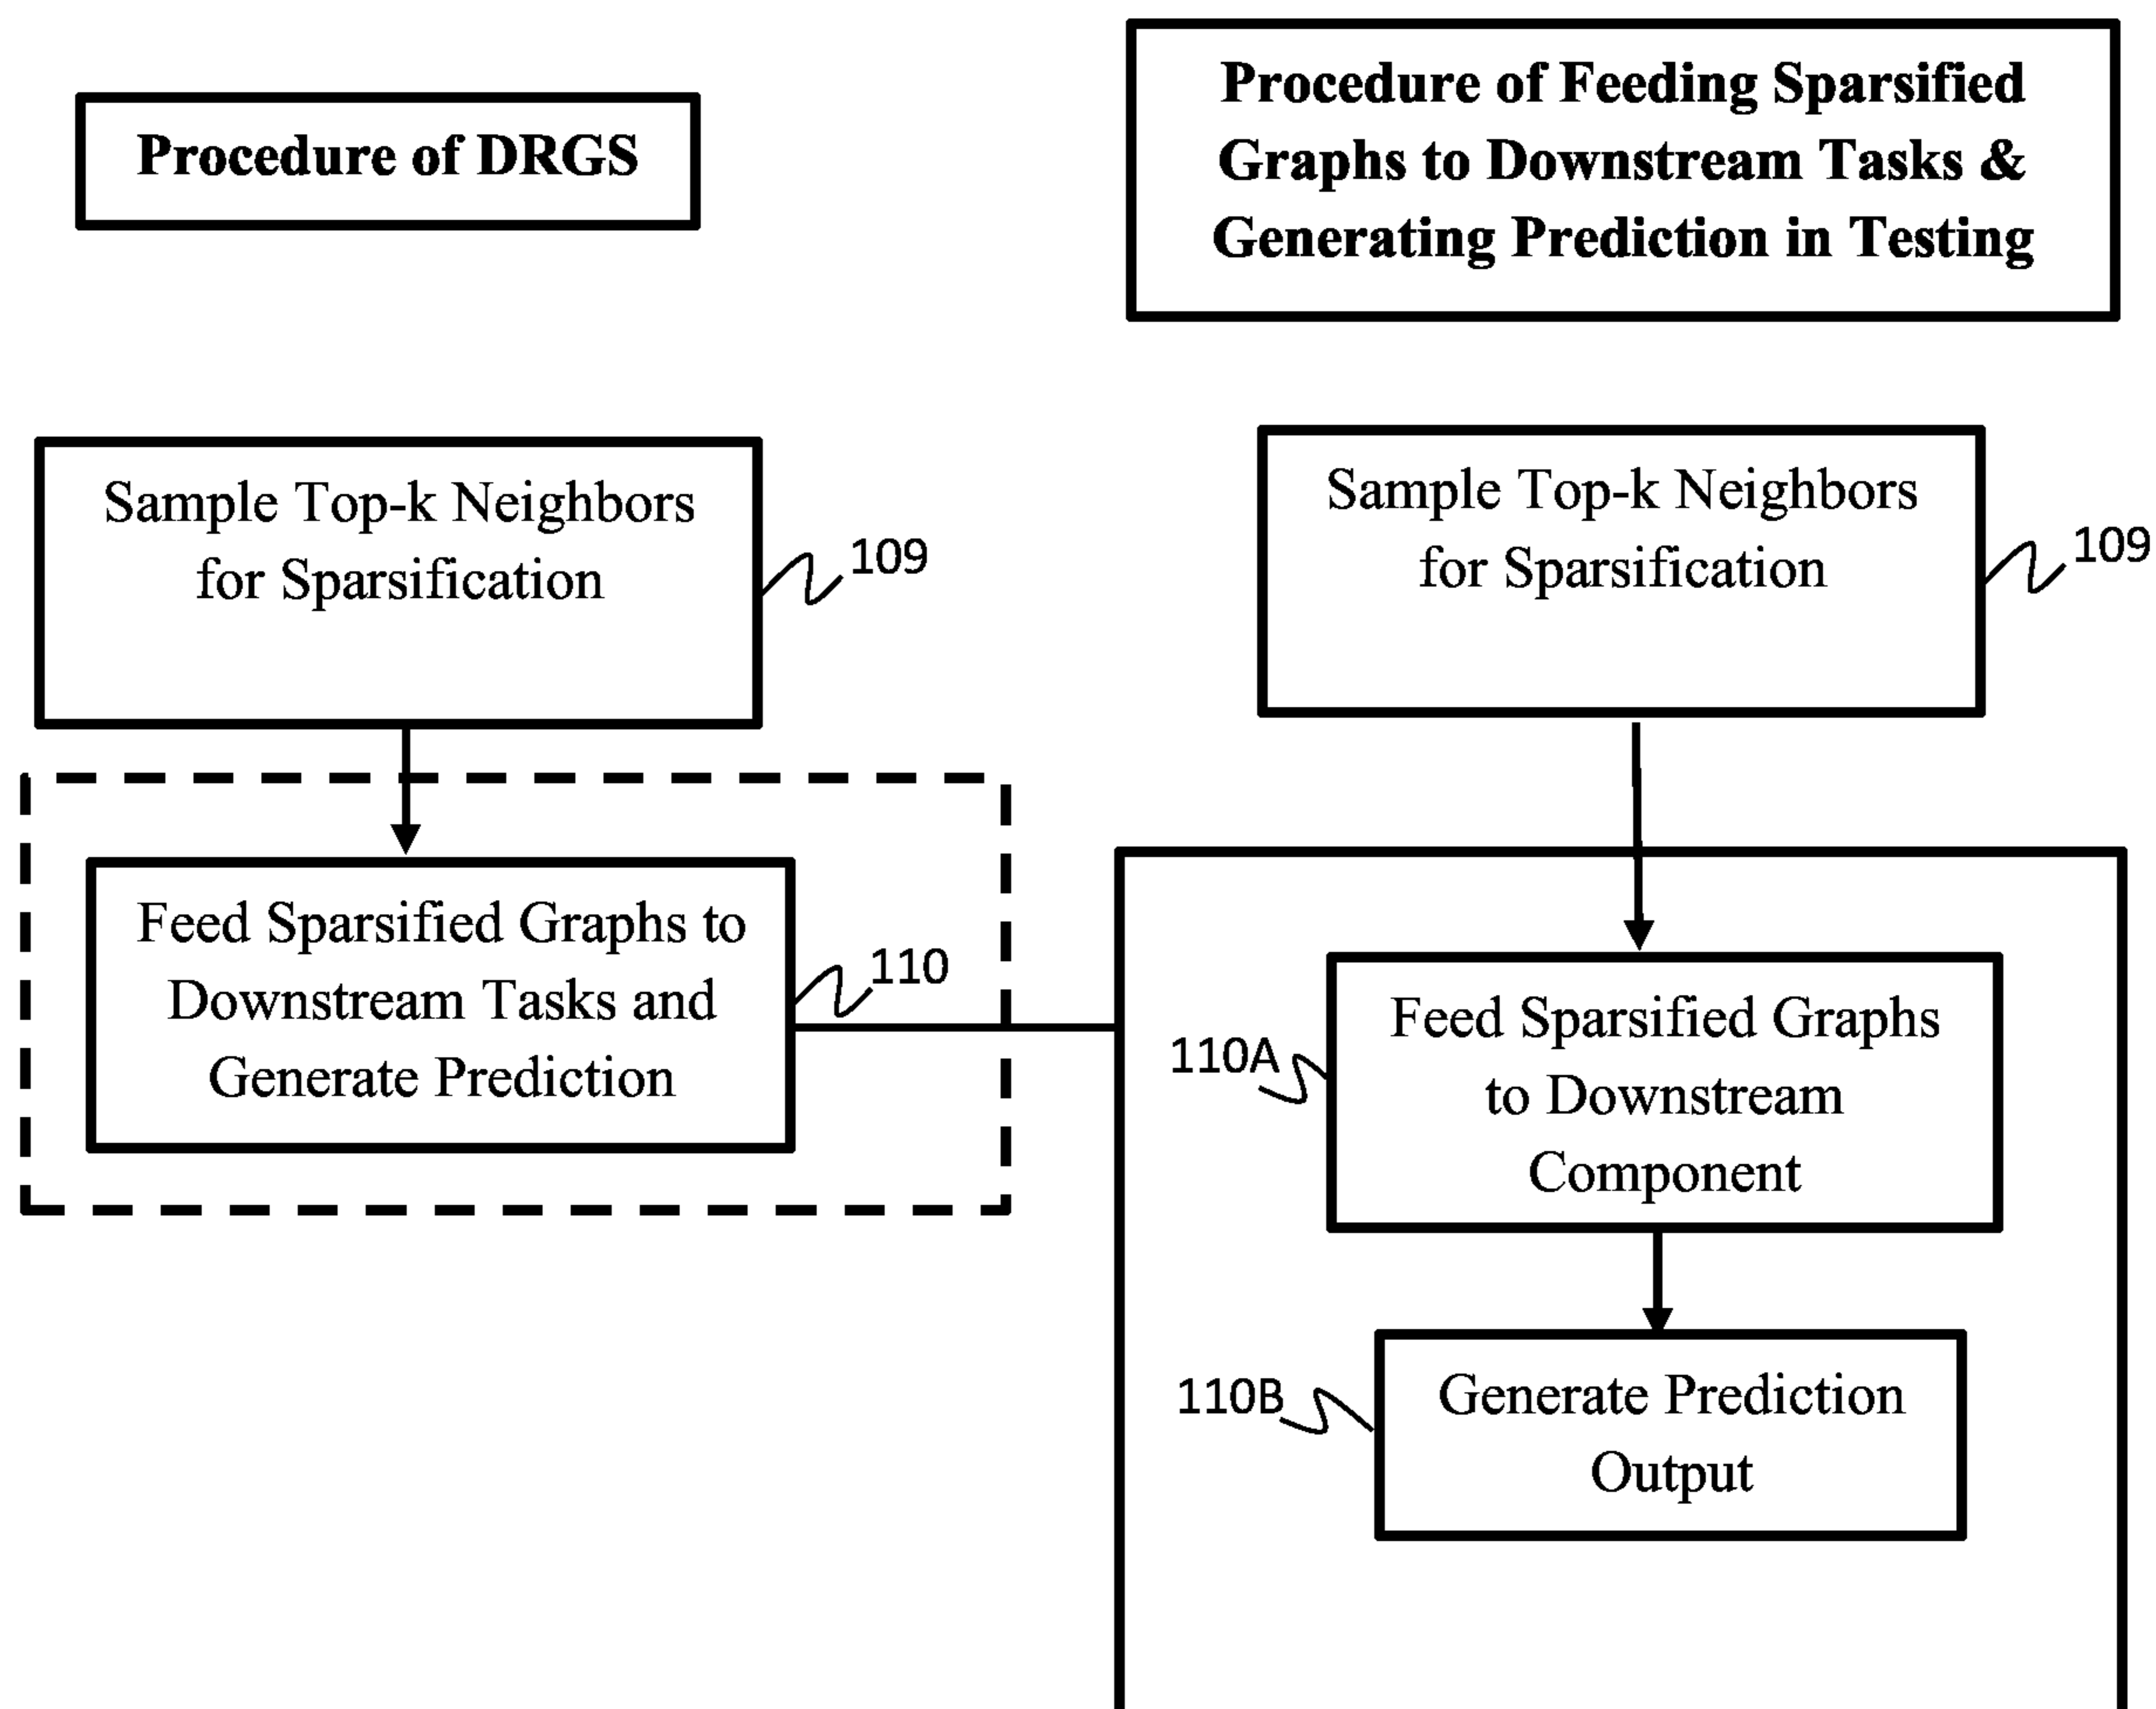 Procedure of DRGS
Procedure of Feeding Sparsified
Graphs to Downstream Tasks &
Generating Prediction in Testing
Sample Top-k Neighbors
for Sparsification
109
Sample Top-k Neighbors
for Sparsification
109
Feed Sparsified Graphs to
Downstream Tasks and
Generate Prediction
110
110A
Feed Sparsified Graphs
to Downstream
Component
110B
Generate Prediction
Output